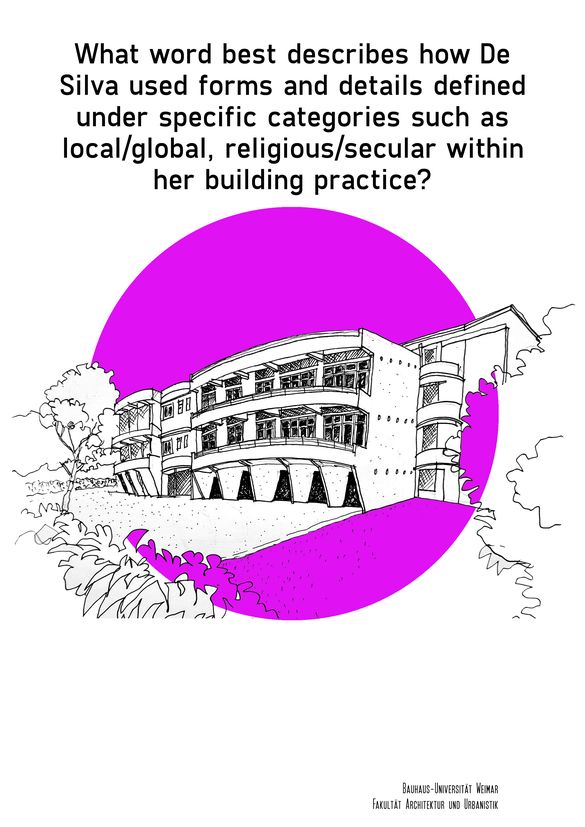 What word best describes how De
Silva used forms and details defined
under specific categories such as
local/global, religious/secular within
her building practice?
Bauhaus-Universität Weimar
Fakultät Architektur und Urbanistik